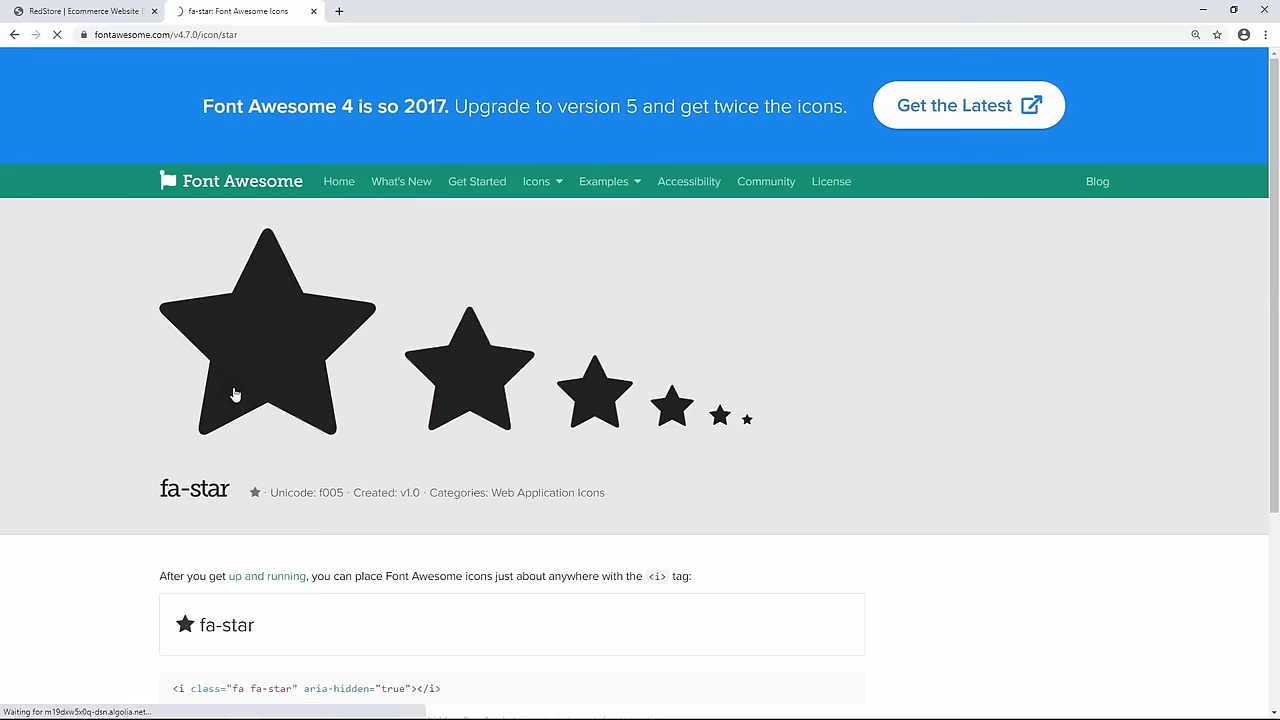 RedStore | Ecommerce Website D
fa-star: Font Awesome Icons
fontawesome.com/v4.7.0/icon/star
Font Awesome 4 is so 2017. Upgrade to version 5 and get twice the icons.
Get the Latest
Font Awesome
Home
What's New
Get Started
Icons
Examples
Accessibility
Community
License
Blog
fa-star
· Unicode: f005 · Created: v1.0 · Categories: Web Application Icons
After you get up and running, you can place Font Awesome icons just about anywhere with the <i> tag:
fa-star
<i class="fa fa-star" aria-hidden="true"></i>
Waiting for m19dxw5x0q-dsn.algolia.net...